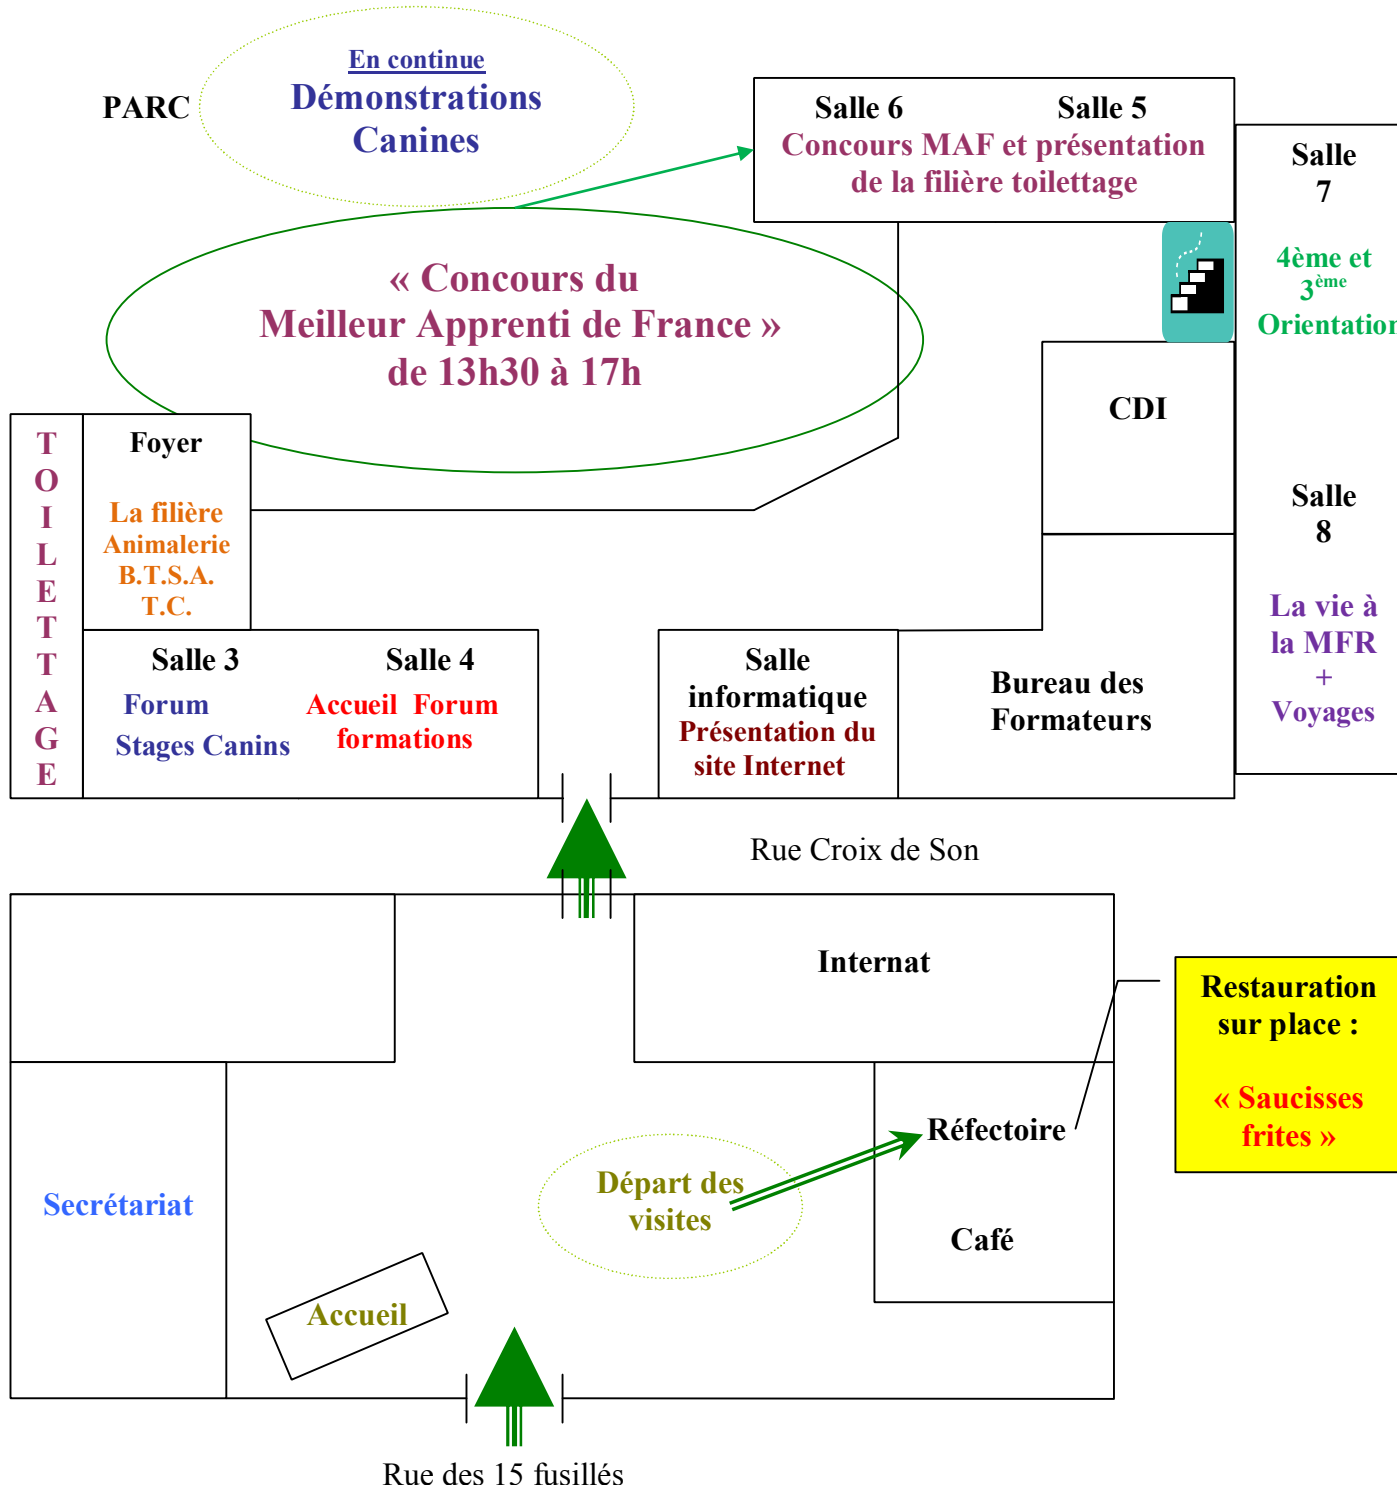 En continue
Démonstrations
Canines
PARC
Salle 6 Salle 5
Concours MAF et présentation
de la filière toilettage
Salle
7
4ème et
3ème
Orientation
« Concours du
Meilleur Apprenti de France »
de 13h30 à 17h
CDI
TOILETTAGE
Foyer
La filière
Animalerie
B.T.S.A.
T.C.
Salle
8
La vie à
la MFR
+
Voyages
Salle 3
Forum
Stages Canins
Salle 4
Accueil Forum
formations
Salle
informatique
Présentation du
site Internet
Bureau des
Formateurs
Rue Croix de Son
Internat
Restauration
sur place :
« Saucisses
frites »
Réfectoire
Départ des
visites
Café
Secrétariat
Accueil
Rue des 15 fusillés